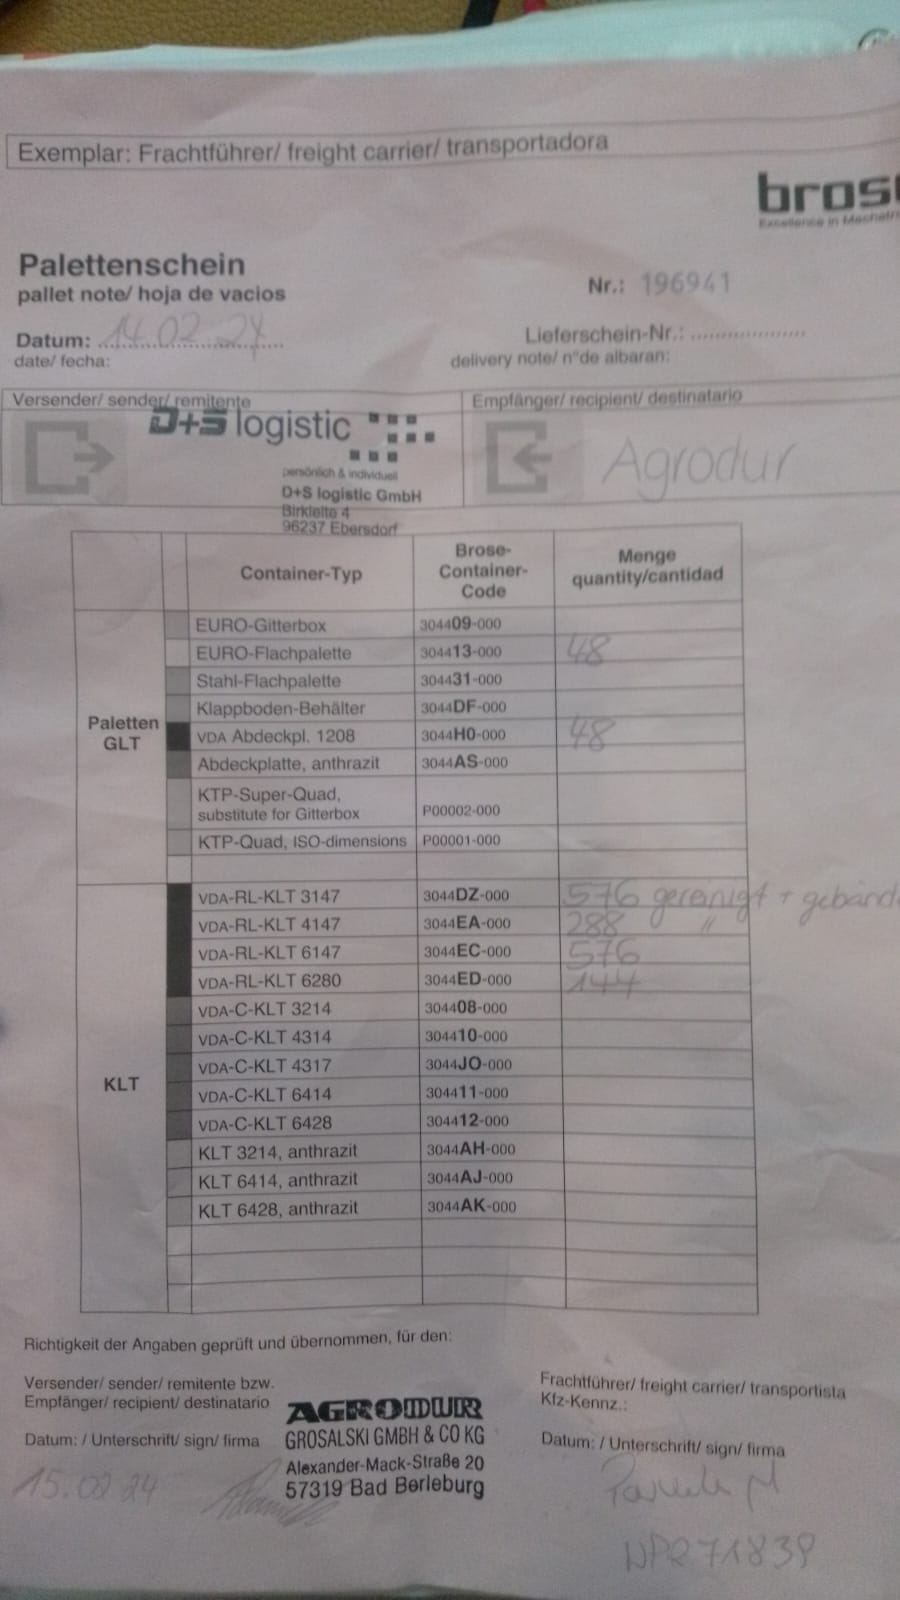 Exemplar: Frachtführer/ freight carrier/ transportadora
bros
Excellence in
Palettenschein
pallet note/ hoja de vacios
Nr.: 196941
Datum: 14.02.24
date/ fecha:
Lieferschein-Nr.: ....................
delivery note/ n°de albaran:
Versender/ sender/ remitente
Empfänger/ recipient/ destinatario
D+S logistic
persönlich & individuell
D+S logistic GmbH
Birkleite 4
96237 Ebersdorf
Agrodur
Container-Typ Brose-Container-Code Menge quantity/cantidad
Paletten GLT
EURO-Gitterbox 304409-000
EURO-Flachpalette 304413-000 48
Stahl-Flachpalette 304431-000
Klappboden-Behälter 3044DF-000
VDA Abdeckpl. 1208 3044H0-000 48
Abdeckplatte, anthrazit 3044AS-000
KTP-Super-Quad,
substitute for Gitterbox P00002-000
KTP-Quad, ISO-dimensions P00001-000
KLT
VDA-RL-KLT 3147 3044DZ-000 576 gereinigt + gebänd
VDA-RL-KLT 4147 3044EA-000 288 "
VDA-RL-KLT 6147 3044EC-000 576
VDA-RL-KLT 6280 3044ED-000 144
VDA-C-KLT 3214 304408-000
VDA-C-KLT 4314 304410-000
VDA-C-KLT 4317 3044JO-000
VDA-C-KLT 6414 304411-000
VDA-C-KLT 6428 304412-000
KLT 3214, anthrazit 3044AH-000
KLT 6414, anthrazit 3044AJ-000
KLT 6428, anthrazit 3044AK-000
Richtigkeit der Angaben geprüft und übernommen, für den:
Versender/ sender/ remitente bzw.
Empfänger/ recipient/ destinatario
Datum: / Unterschrift/ sign/ firma
15.02.24
AGRODUR
GROSALSKI GMBH & CO KG
Alexander-Mack-Straße 20
57319 Bad Berleburg
Frachtführer/ freight carrier/ transportista
Kfz-Kennz.:
Datum: / Unterschrift/ sign/ firma